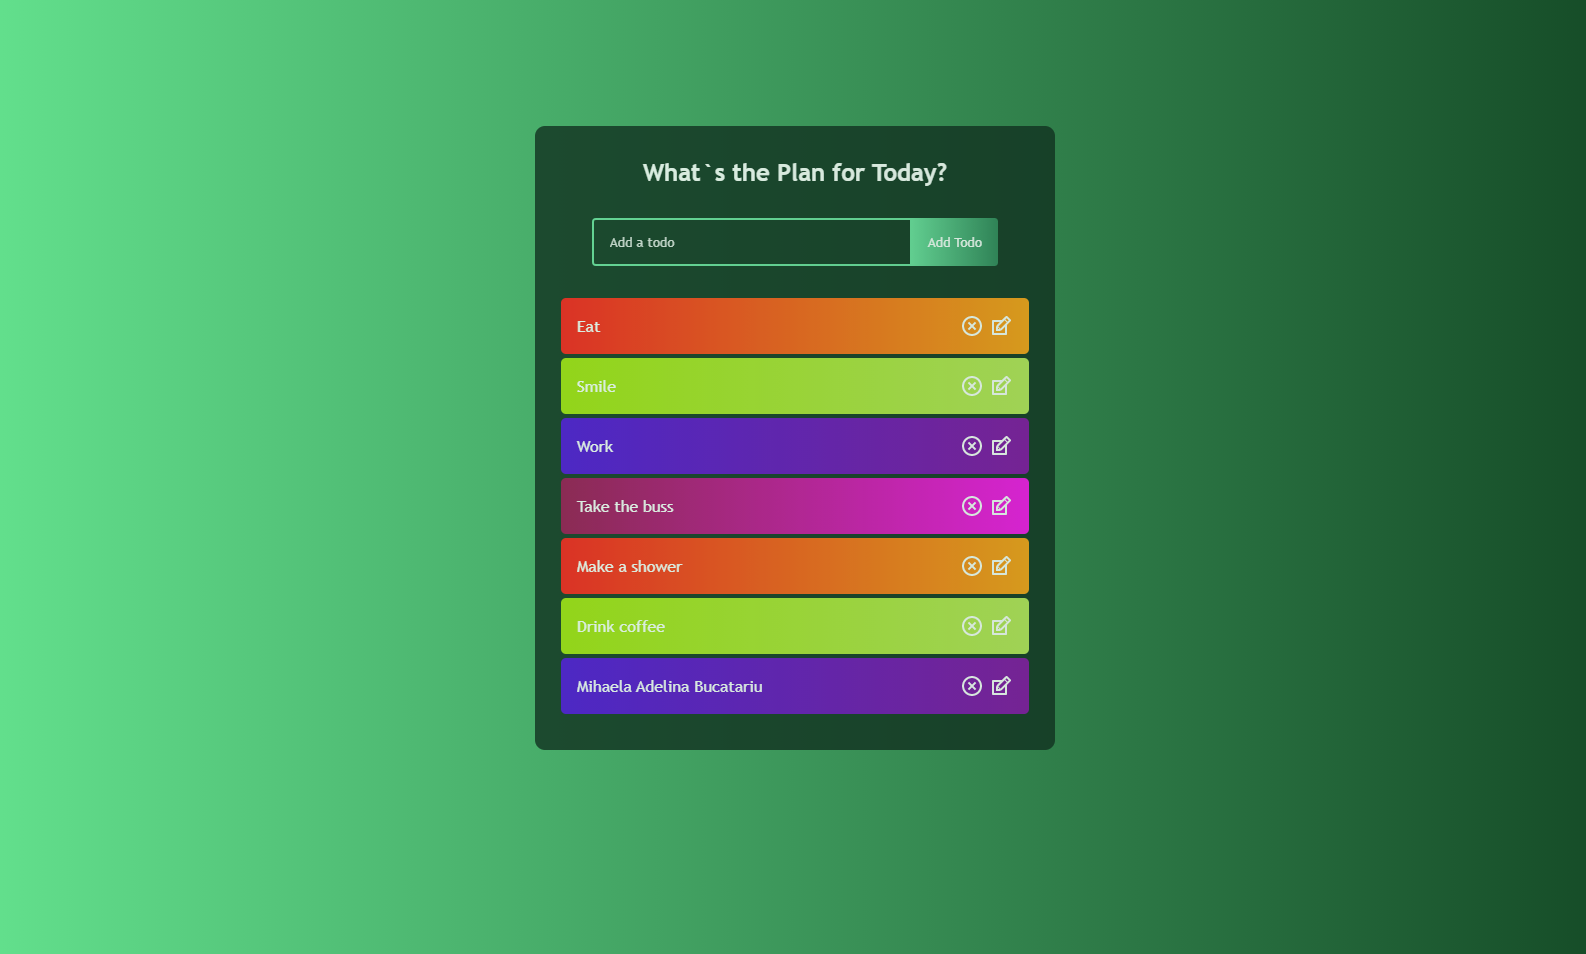 What`s the Plan for Today?
Add a todo
Add Todo
Eat
Smile
Work
Take the buss
Make a shower
Drink coffee
Mihaela Adelina Bucatariu